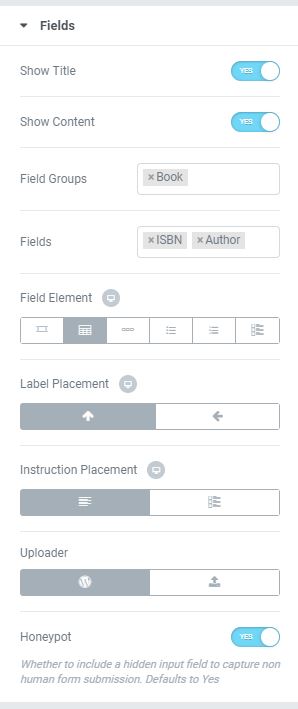 Fields
Show Title YES
Show Content YES
Field Groups × Book
Fields × ISBN × Author
Field Element
Label Placement
Instruction Placement
Uploader
Honeypot YES
Whether to include a hidden input field to capture non
human form submission. Defaults to Yes